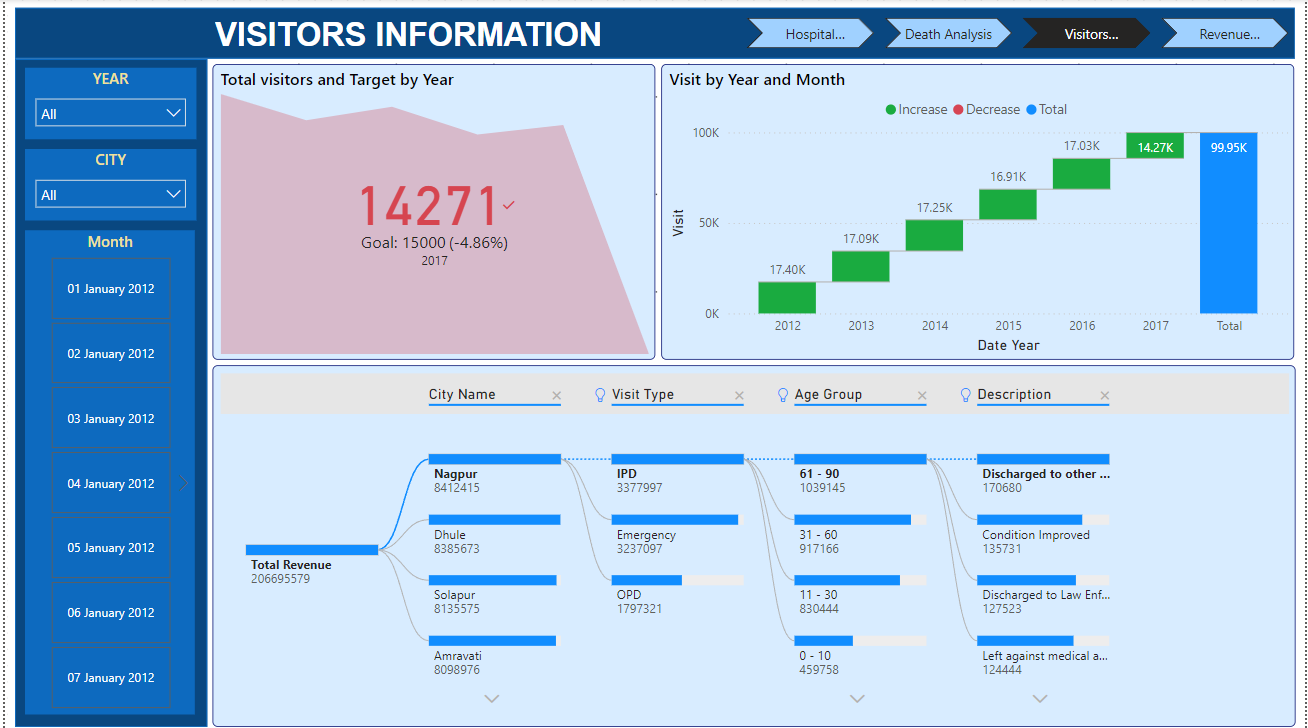 VISITORS INFORMATION
Hospital...
Death Analysis
Visitors...
Revenue...
YEAR
All
CITY
All
Month
01 January 2012
02 January 2012
03 January 2012
04 January 2012
05 January 2012
06 January 2012
07 January 2012
Total visitors and Target by Year
14271
Goal: 15000 (-4.86%)
2017
Visit by Year and Month
Increase Decrease Total
100K
50K
0K
Visit
17.40K
17.09K
17.25K
16.91K
17.03K
14.27K
99.95K
2012 2013 2014 2015 2016 2017 Total
Date Year
City Name
Visit Type
Age Group
Description
Total Revenue
206695579
Nagpur
8412415
Dhule
8385673
Solapur
8135575
Amravati
8098976
IPD
3377997
Emergency
3237097
OPD
1797321
61 - 90
1039145
31 - 60
917166
11 - 30
830444
0 - 10
459758
Discharged to other ...
170680
Condition Improved
135731
Discharged to Law Enf...
127523
Left against medical a...
124444